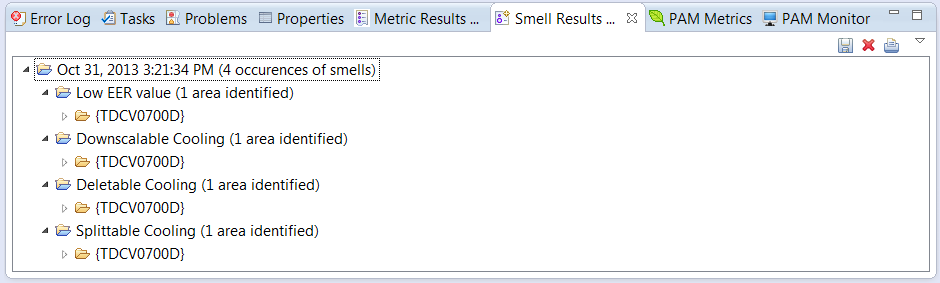 Error Log Tasks Problems Properties Metric Results ... Smell Results ... PAM Metrics PAM Monitor
Oct 31, 2013 3:21:34 PM (4 occurences of smells)
Low EER value (1 area identified)
{TDCV0700D}
Downscalable Cooling (1 area identified)
{TDCV0700D}
Deletable Cooling (1 area identified)
{TDCV0700D}
Splittable Cooling (1 area identified)
{TDCV0700D}